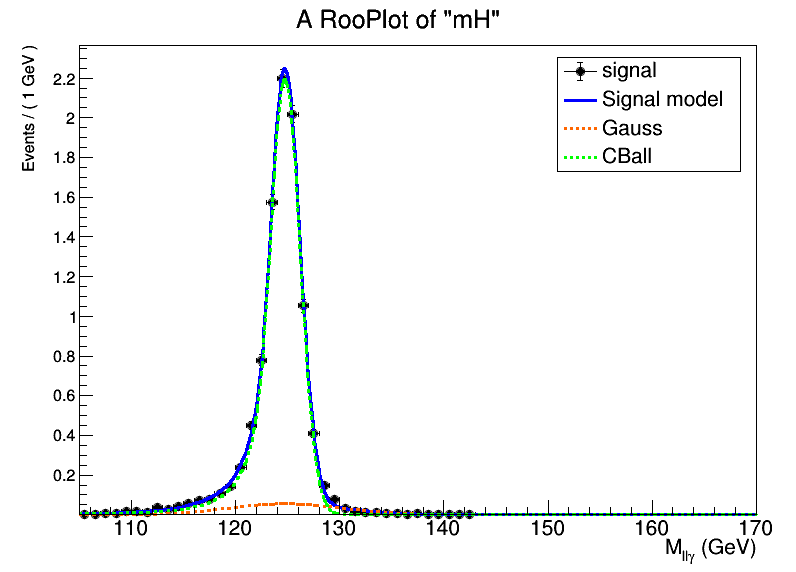 A RooPlot of "mH"
Events / ( 1 GeV )
2.2
2
1.8
1.6
1.4
1.2
1
0.8
0.6
0.4
0.2
signal
Signal model
Gauss
CBall
110 120 130 140 150 160 170
M_llγ (GeV)